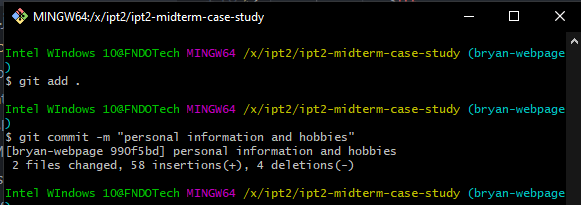 MINGW64:/x/ipt2/ipt2-midterm-case-study
Intel WIndows 10@FNDOTech MINGW64 /x/ipt2/ipt2-midterm-case-study (bryan-webpage
)
$ git add .
Intel WIndows 10@FNDOTech MINGW64 /x/ipt2/ipt2-midterm-case-study (bryan-webpage
)
$ git commit -m "personal information and hobbies"
[bryan-webpage 990f5bd] personal information and hobbies
2 files changed, 58 insertions(+), 4 deletions(-)
Intel WIndows 10@FNDOTech MINGW64 /x/ipt2/ipt2-midterm-case-study (bryan-webpage